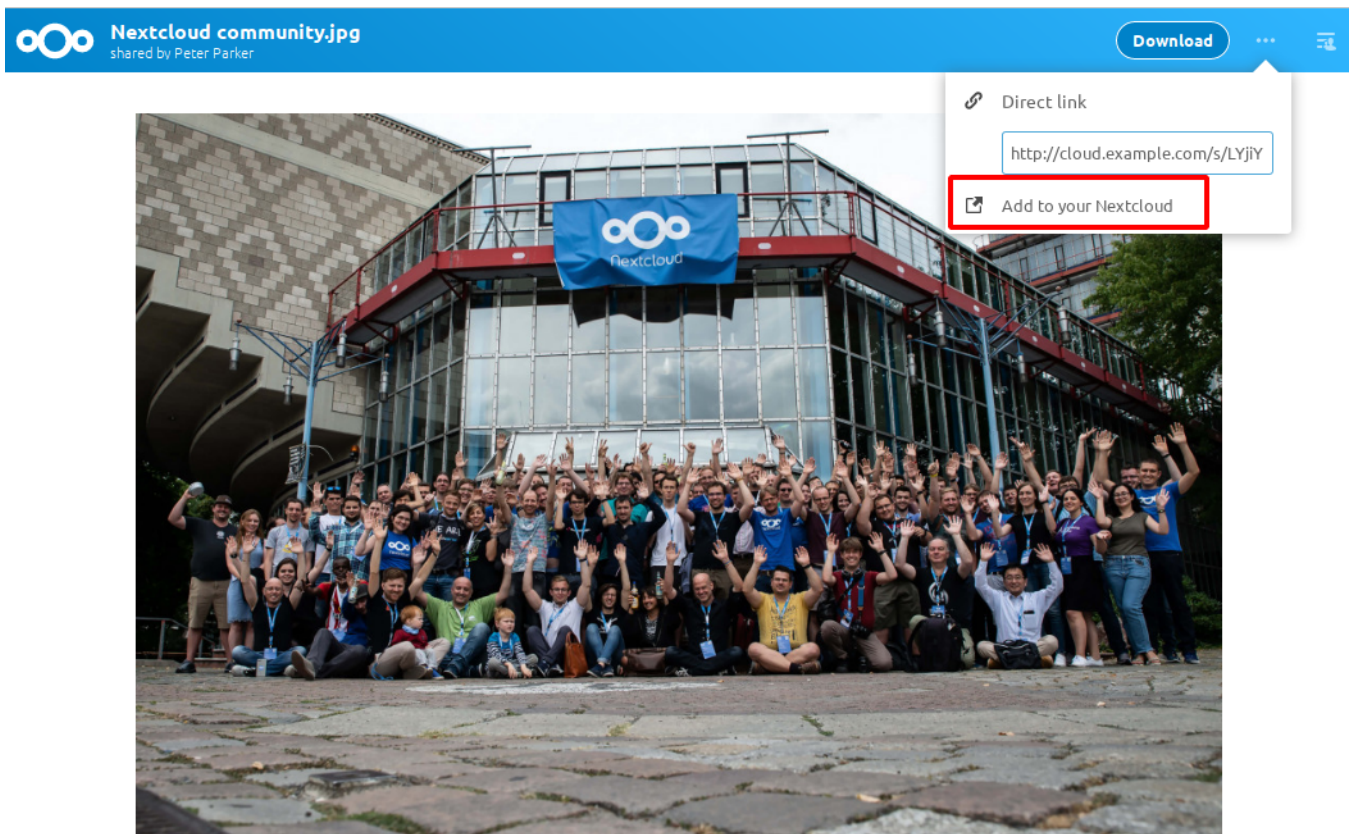 Nextcloud community.jpg
shared by Peter Parker
Download
Direct link
http://cloud.example.com/s/LYjiY
Add to your Nextcloud
Nextcloud